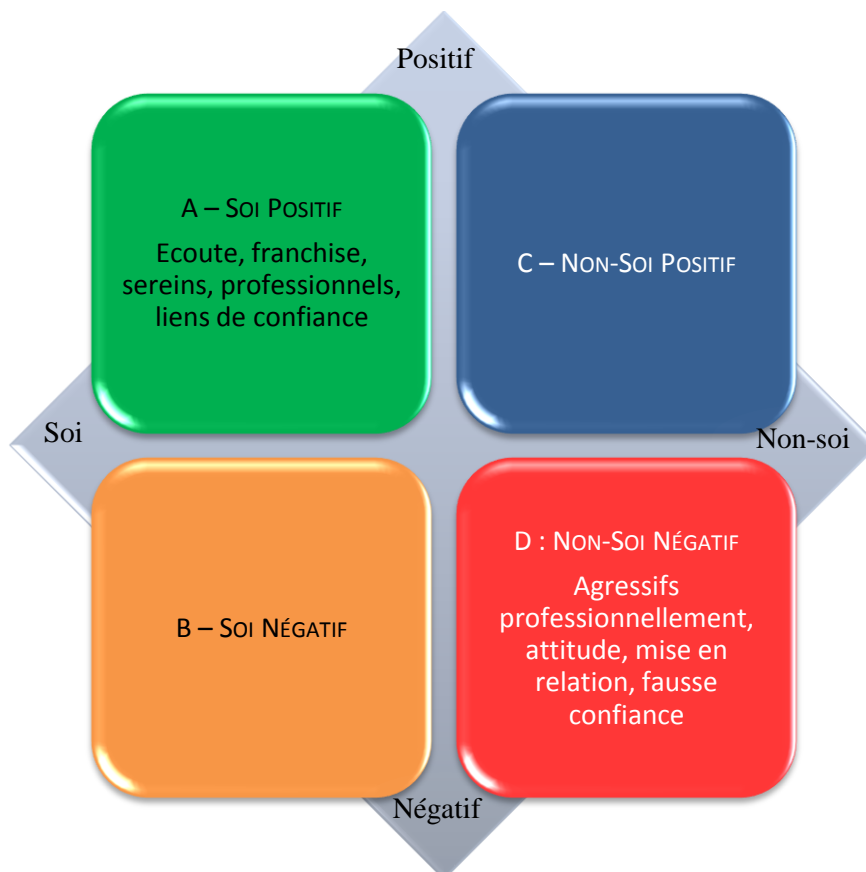 Positif
A – Soi Positif
Ecoute, franchise,
sereins, professionnels,
liens de confiance
C – Non-Soi Positif
Soi
Non-soi
B – Soi Négatif
D : Non-Soi Négatif
Agressifs
professionnellement,
attitude, mise en
relation, fausse
confiance
Négatif